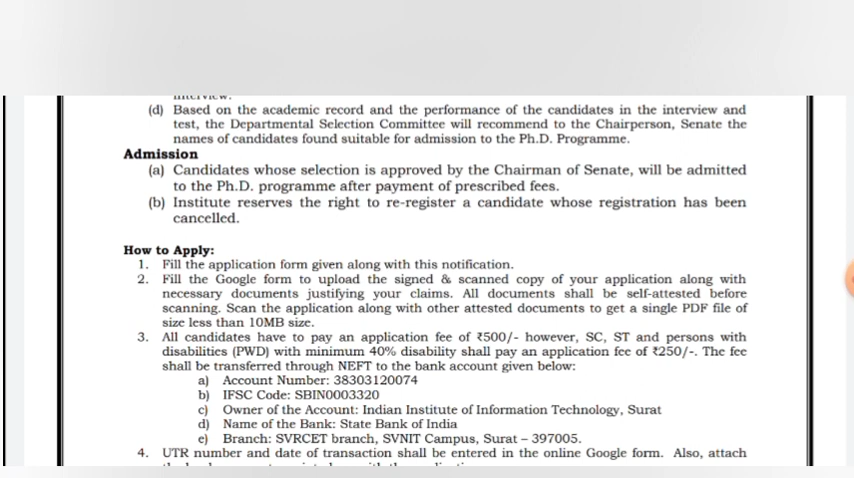 interview.
(d) Based on the academic record and the performance of the candidates in the interview and
test, the Departmental Selection Committee will recommend to the Chairperson, Senate the
names of candidates found suitable for admission to the Ph.D. Programme.
Admission
(a) Candidates whose selection is approved by the Chairman of Senate, will be admitted
to the Ph.D. programme after payment of prescribed fees.
(b) Institute reserves the right to re-register a candidate whose registration has been
cancelled.
How to Apply:
1. Fill the application form given along with this notification.
2. Fill the Google form to upload the signed & scanned copy of your application along with
necessary documents justifying your claims. All documents shall be self-attested before
scanning. Scan the application along with other attested documents to get a single PDF file of
size less than 10MB size.
3. All candidates have to pay an application fee of ₹500/- however, SC, ST and persons with
disabilities (PWD) with minimum 40% disability shall pay an application fee of ₹250/-. The fee
shall be transferred through NEFT to the bank account given below:
a) Account Number: 38303120074
b) IFSC Code: SBIN0003320
c) Owner of the Account: Indian Institute of Information Technology, Surat
d) Name of the Bank: State Bank of India
e) Branch: SVRCET branch, SVNIT Campus, Surat – 397005.
4. UTR number and date of transaction shall be entered in the online Google form. Also, attach